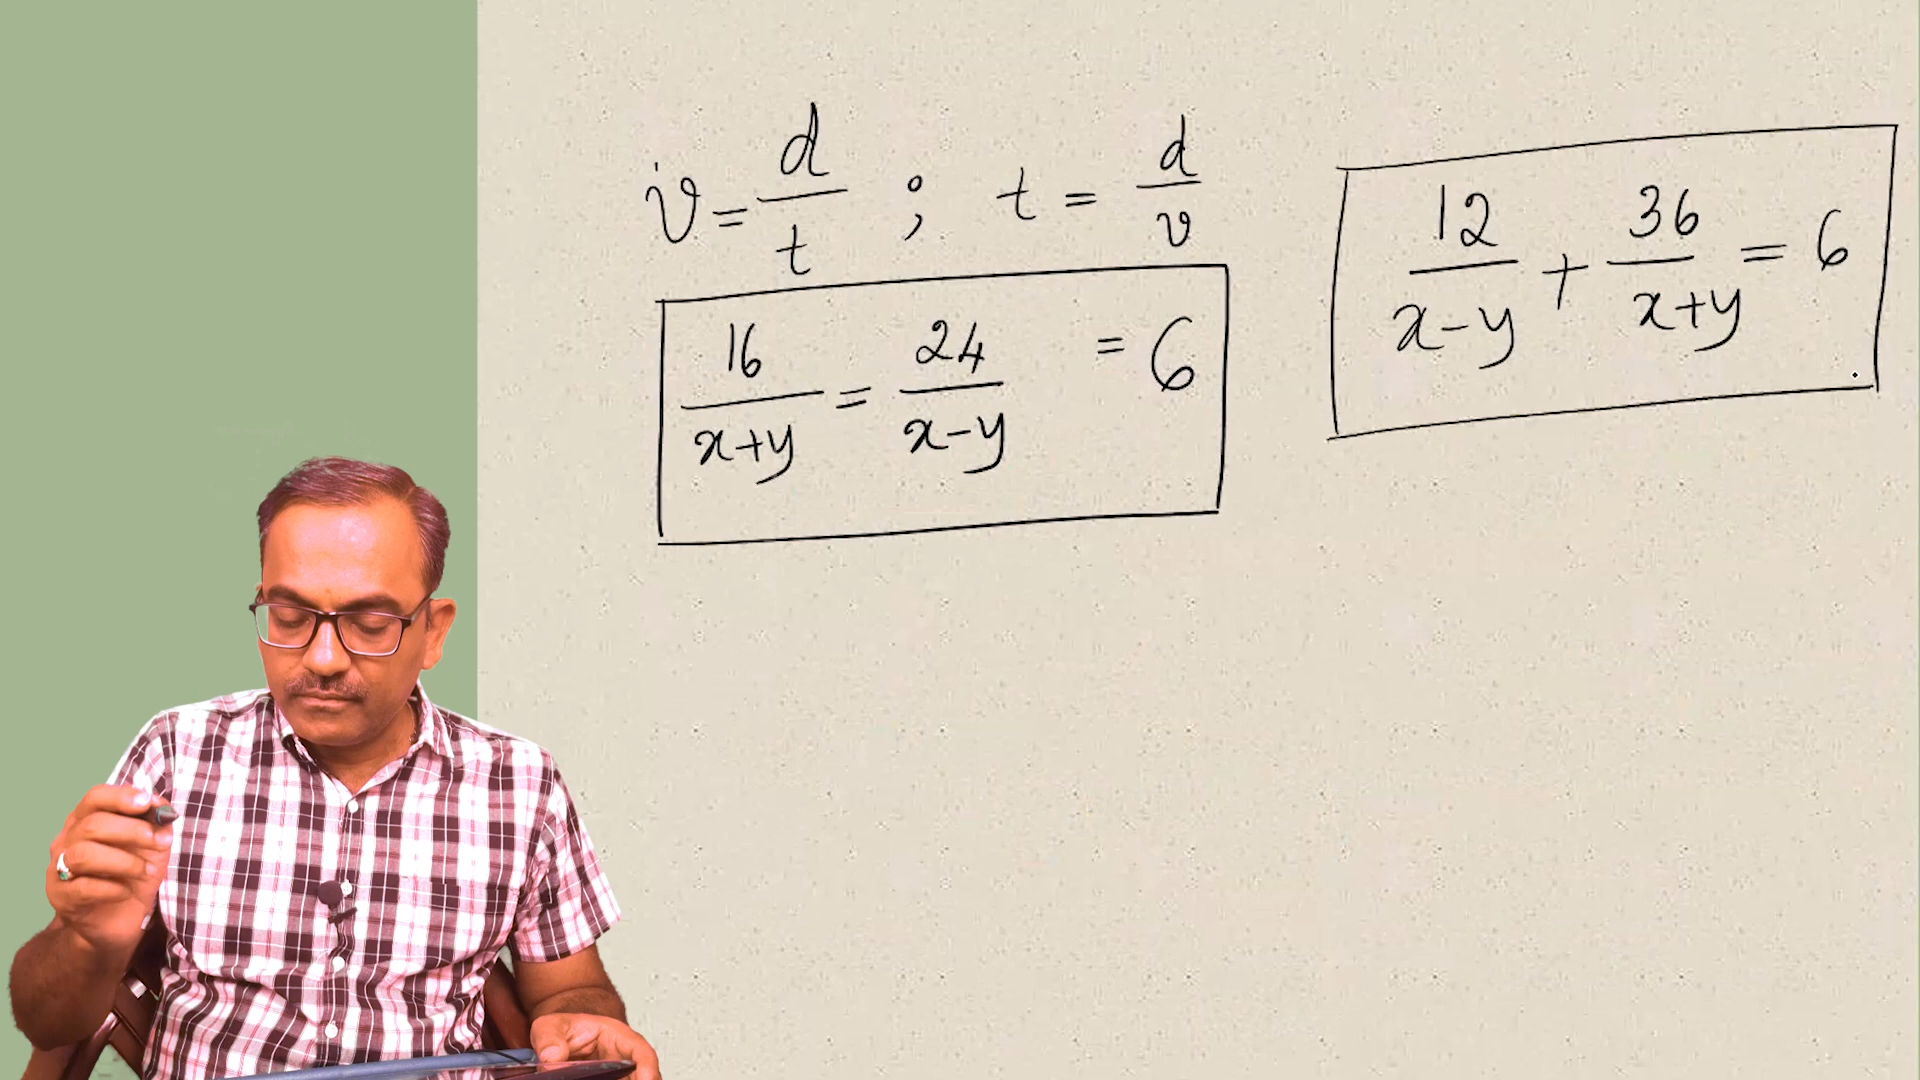 v = d/t ; t = d/v
16/(x+y) = 24/(x-y) = 6
12/(x-y) + 36/(x+y) = 6